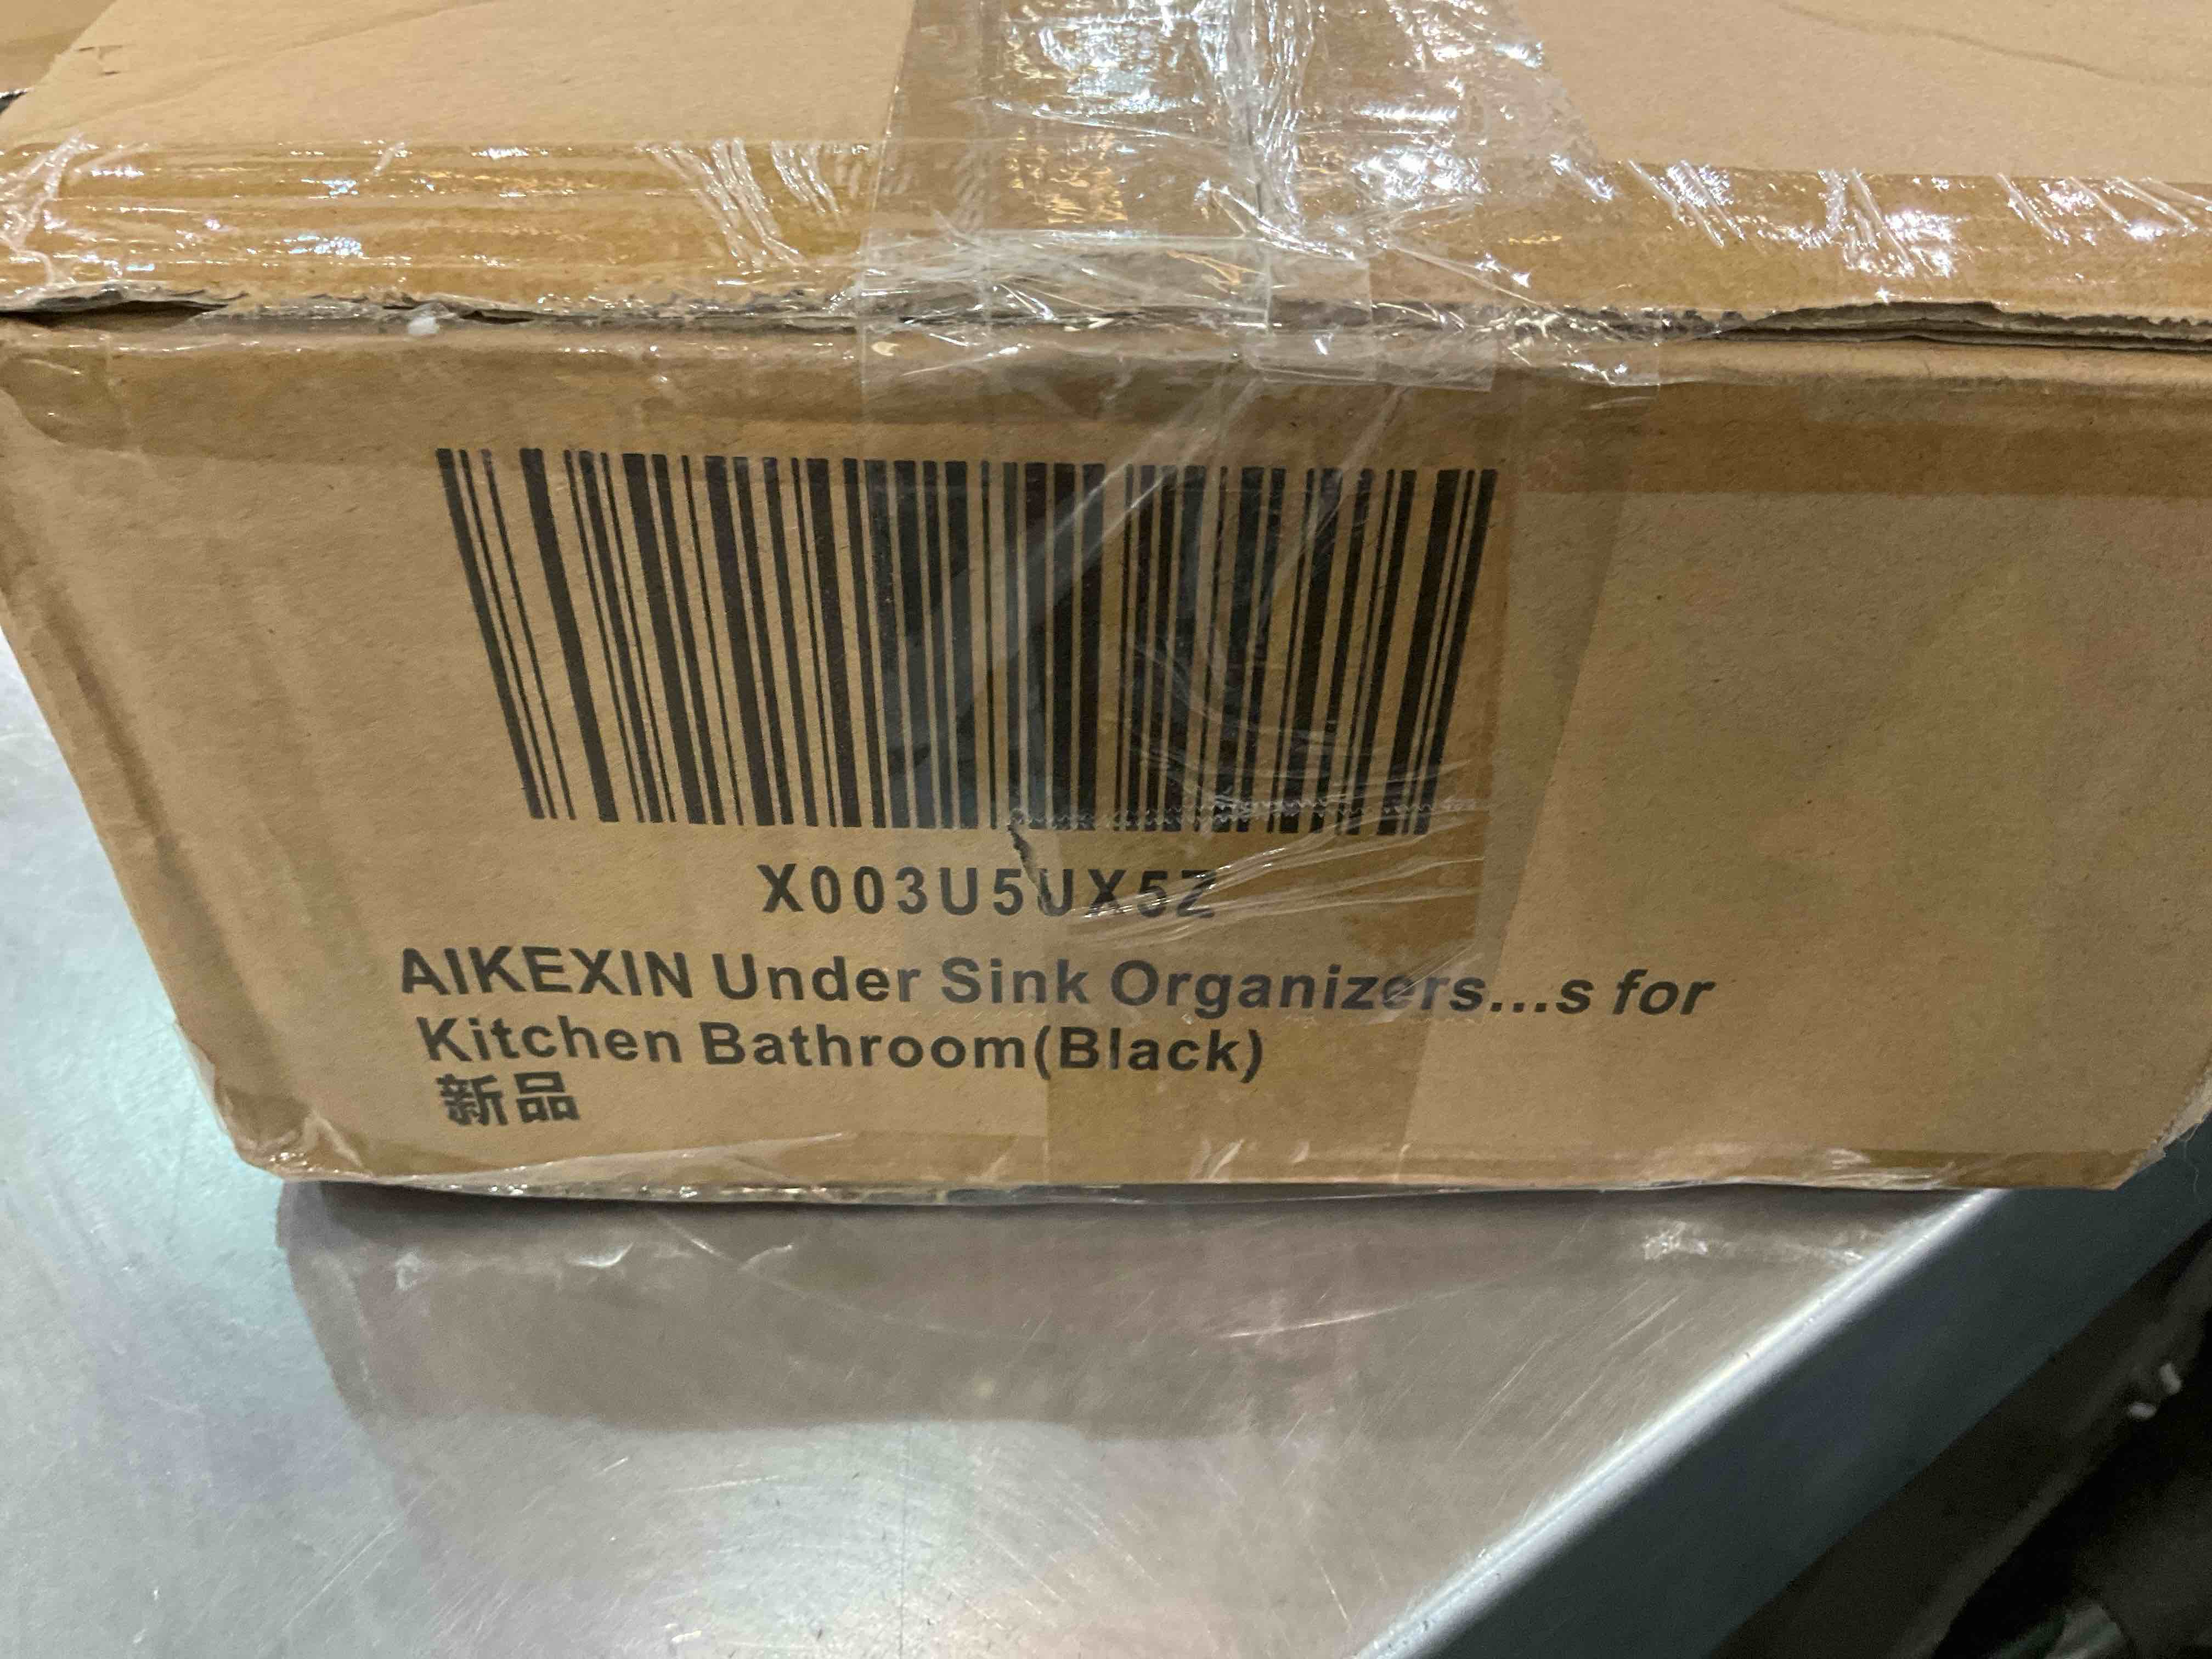 X003U5UX5Z
AIKEXIN Under Sink Organizers...s for
Kitchen Bathroom(Black)
新品